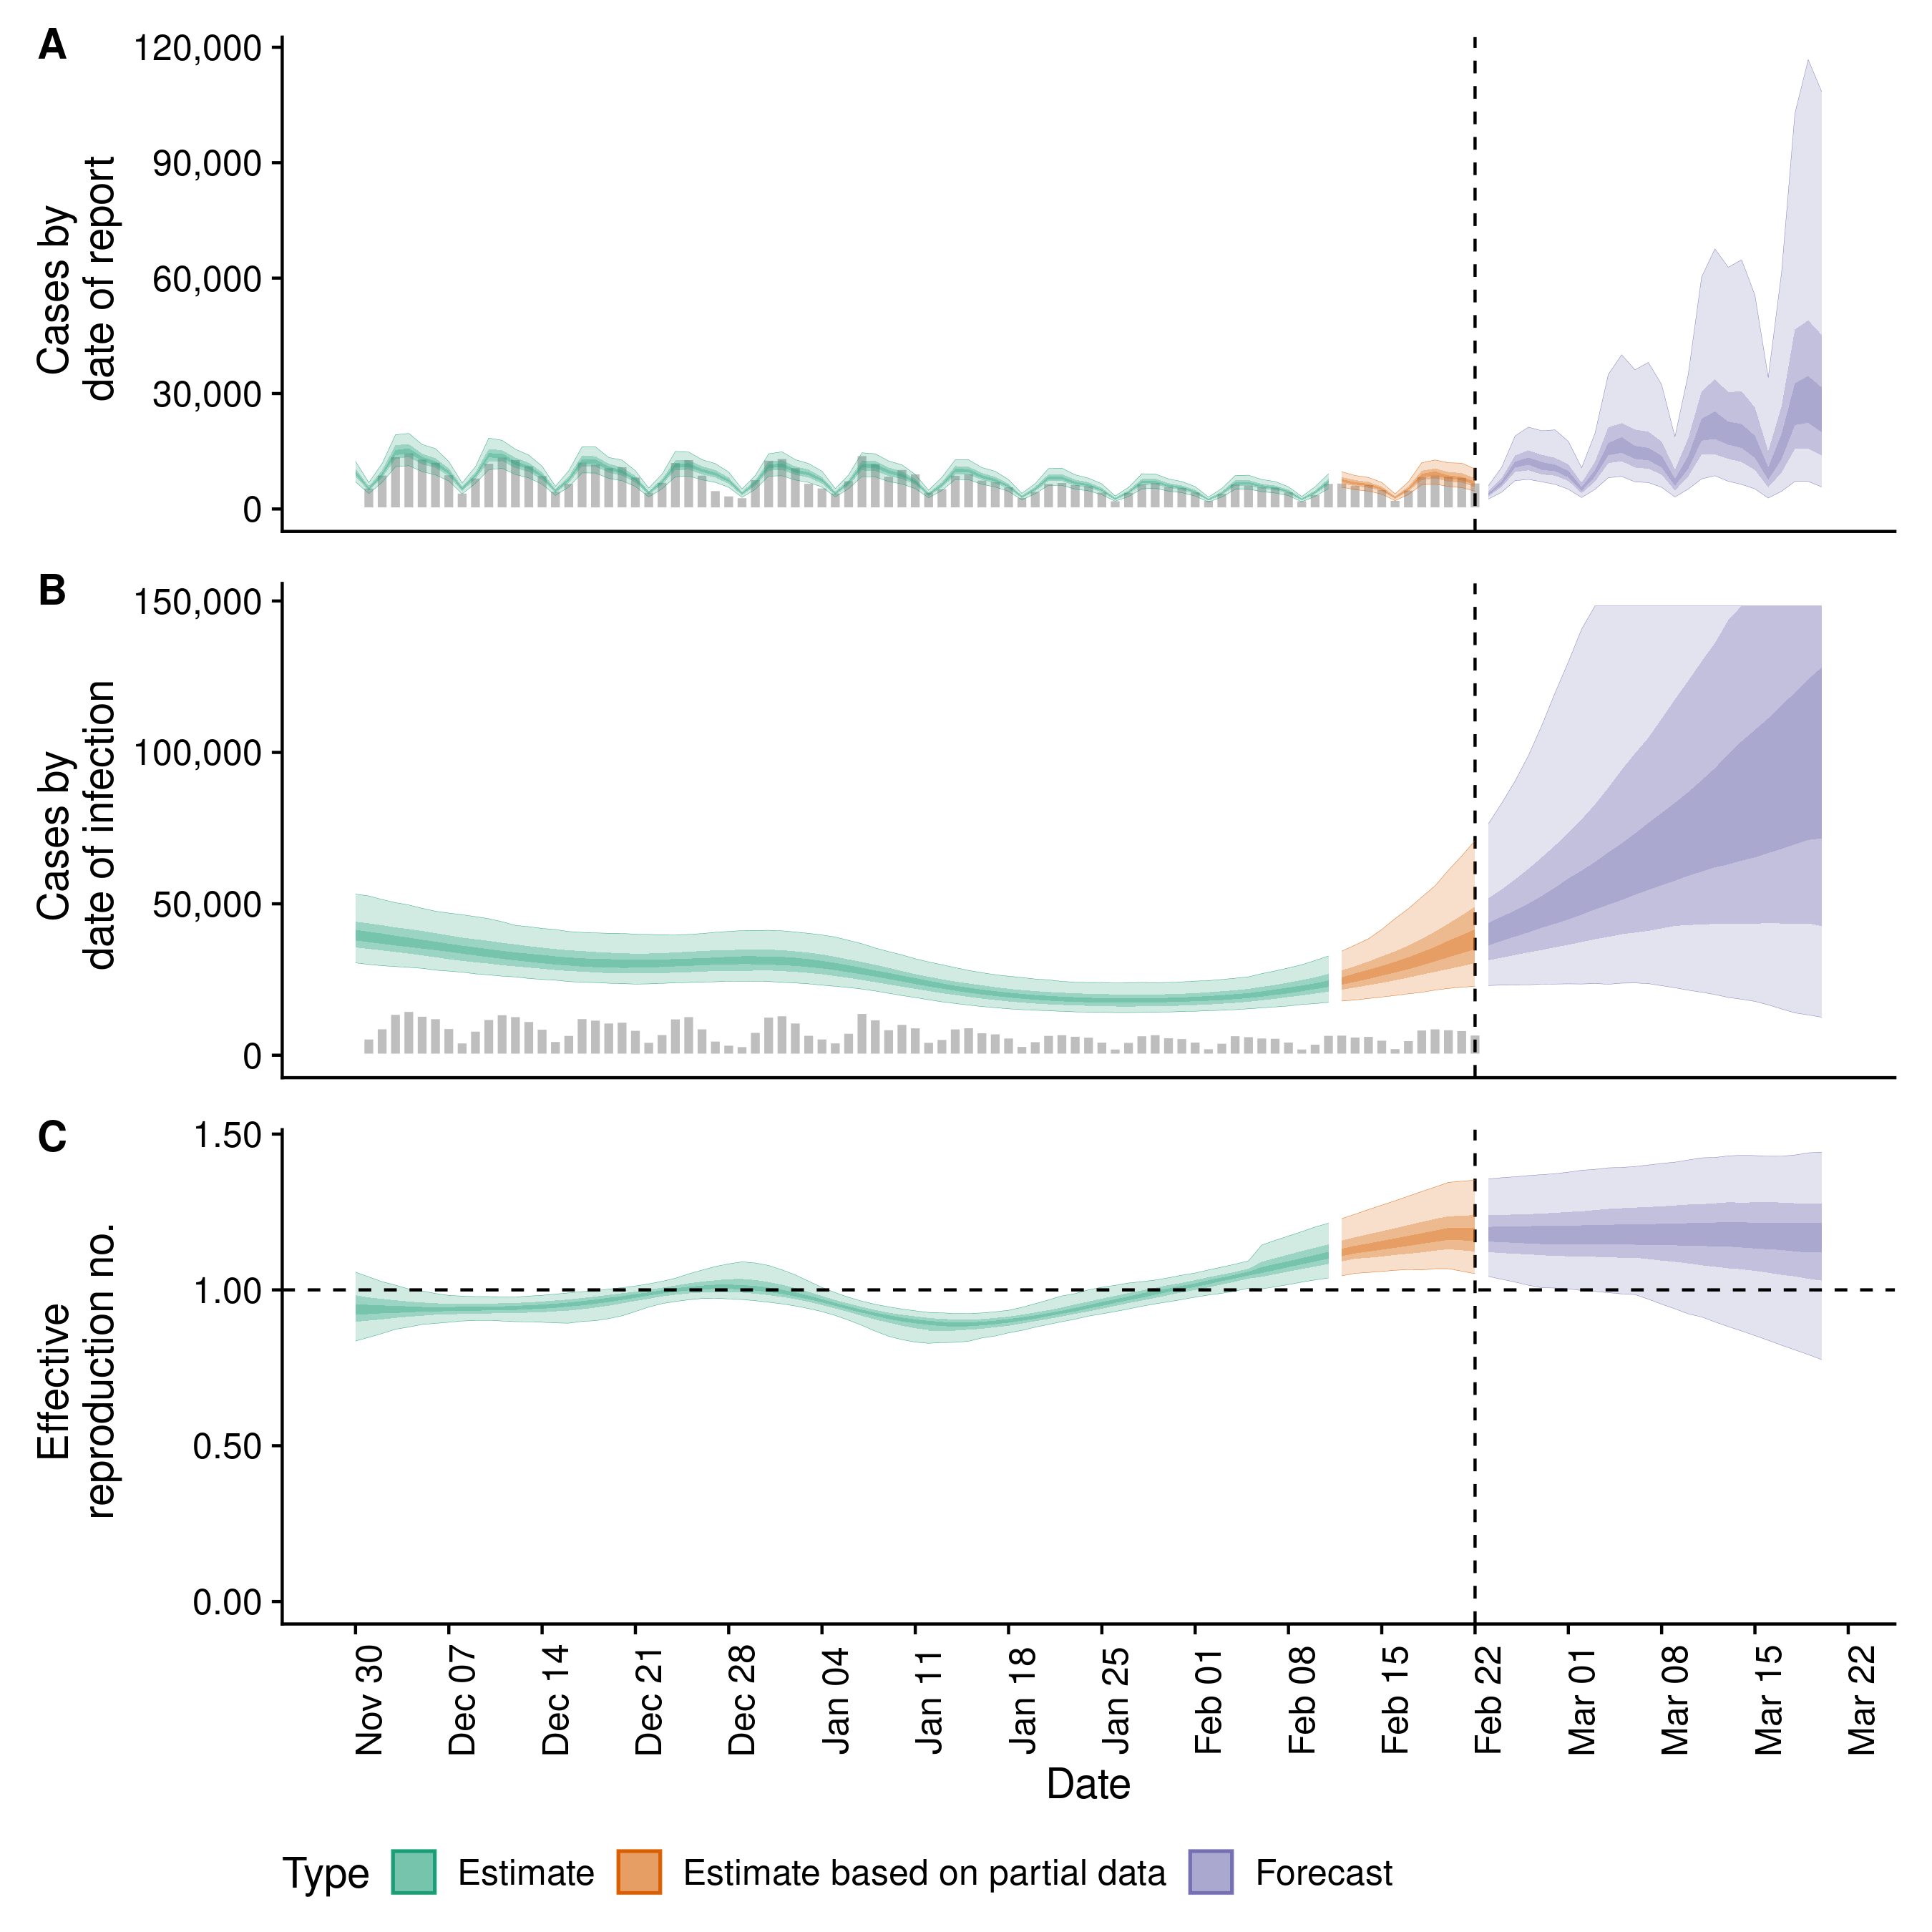 A
Cases by
date of report
120,000
90,000
60,000
30,000
0
B
Cases by
date of infection
150,000
100,000
50,000
0
C
Effective
reproduction no.
1.50
1.00
0.50
0.00
Nov 30
Dec 07
Dec 14
Dec 21
Dec 28
Jan 04
Jan 11
Jan 18
Jan 25
Feb 01
Feb 08
Feb 15
Feb 22
Mar 01
Mar 08
Mar 15
Mar 22
Date
Type Estimate Estimate based on partial data Forecast